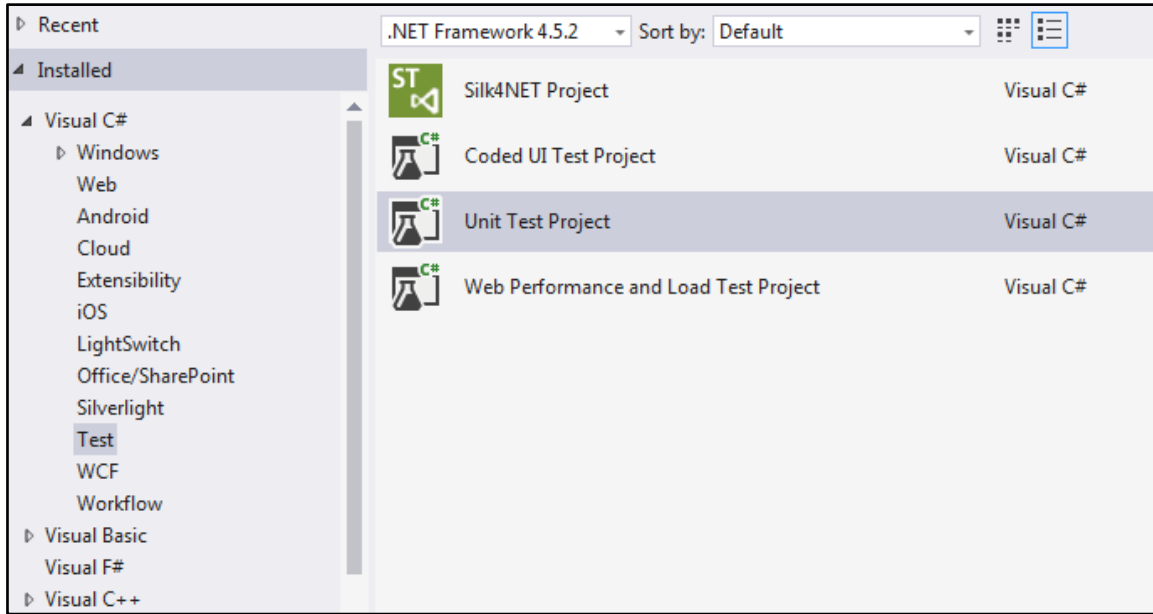 Recent
Installed
Visual C#
Windows
Web
Android
Cloud
Extensibility
iOS
LightSwitch
Office/SharePoint
Silverlight
Test
WCF
Workflow
Visual Basic
Visual F#
Visual C++
.NET Framework 4.5.2 Sort by: Default
ST Silk4NET Project Visual C#
C# Coded UI Test Project Visual C#
C# Unit Test Project Visual C#
C# Web Performance and Load Test Project Visual C#